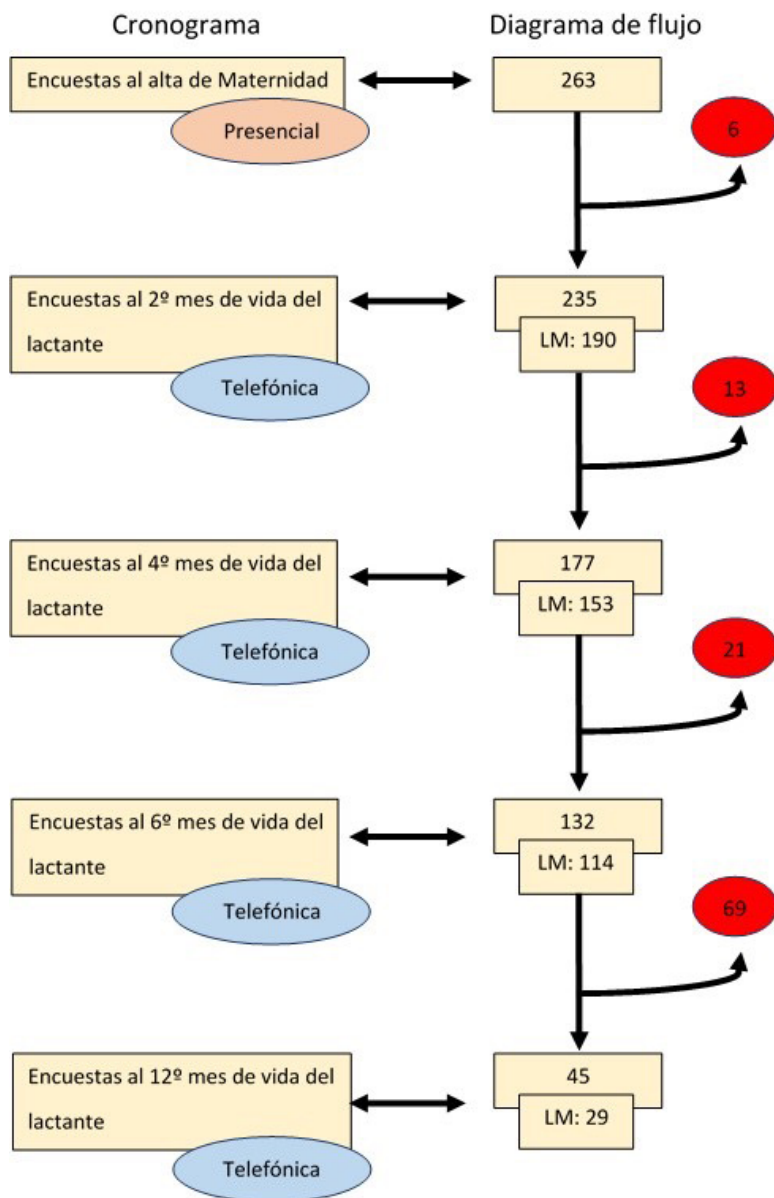 Cronograma
Diagrama de flujo
Encuestas al alta de Maternidad
263
Presencial
6
Encuestas al 2º mes de vida del
lactante
235
LM: 190
Telefónica
13
Encuestas al 4º mes de vida del
lactante
177
LM: 153
Telefónica
21
Encuestas al 6º mes de vida del
lactante
132
LM: 114
Telefónica
69
Encuestas al 12º mes de vida del
lactante
45
LM: 29
Telefónica